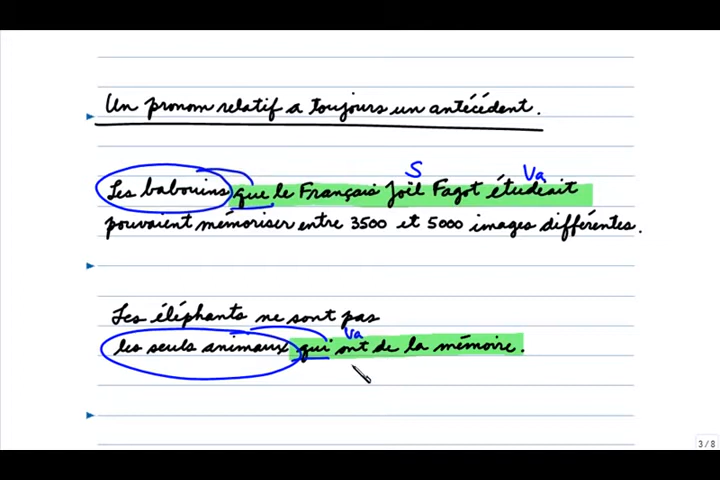 Un pronom relatif a toujours un antécédent.
S
Va
Les babouins que le Français Joël Fagot étudiait
pouvaient mémoriser entre 3500 et 5000 images différentes.
Les éléphants ne sont pas
Va
les seuls animaux qui ont de la mémoire.
3/8